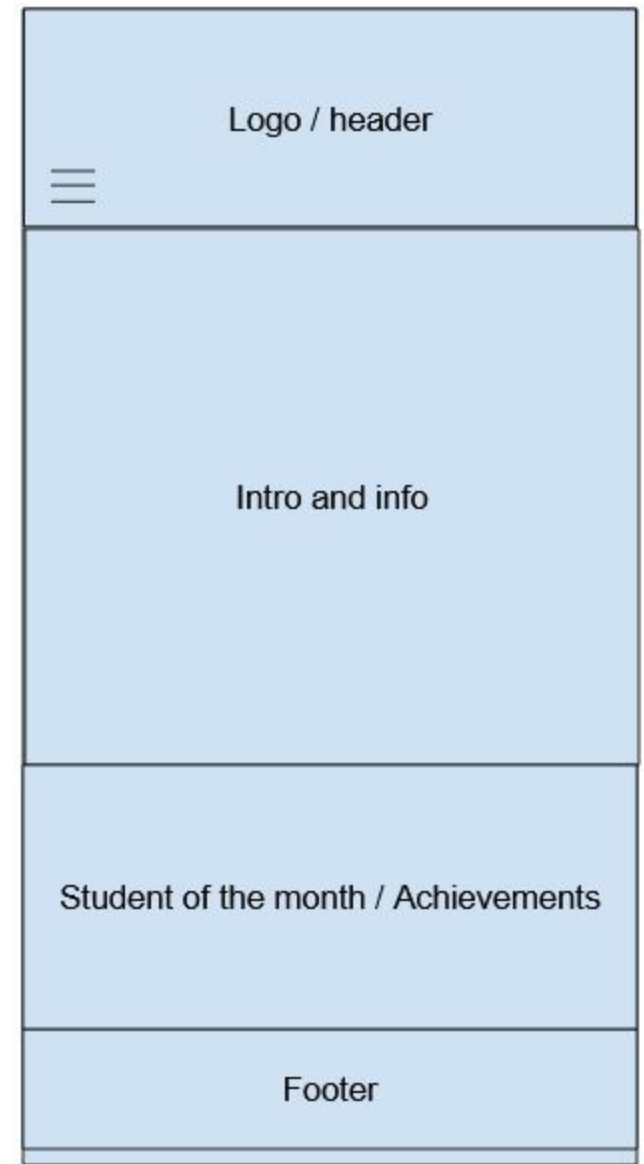 Logo / header
Intro and info
Student of the month / Achievements
Footer